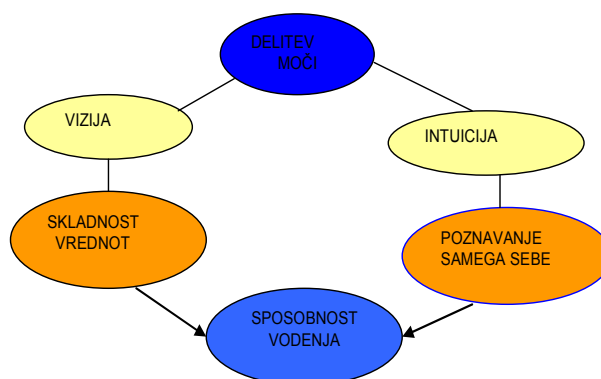 DELITEV
MOČI
VIZIJA
INTUICIJA
SKLADNOST
VREDNOT
POZNAVANJE
SAMEGA SEBE
SPOSOBNOST
VODENJA